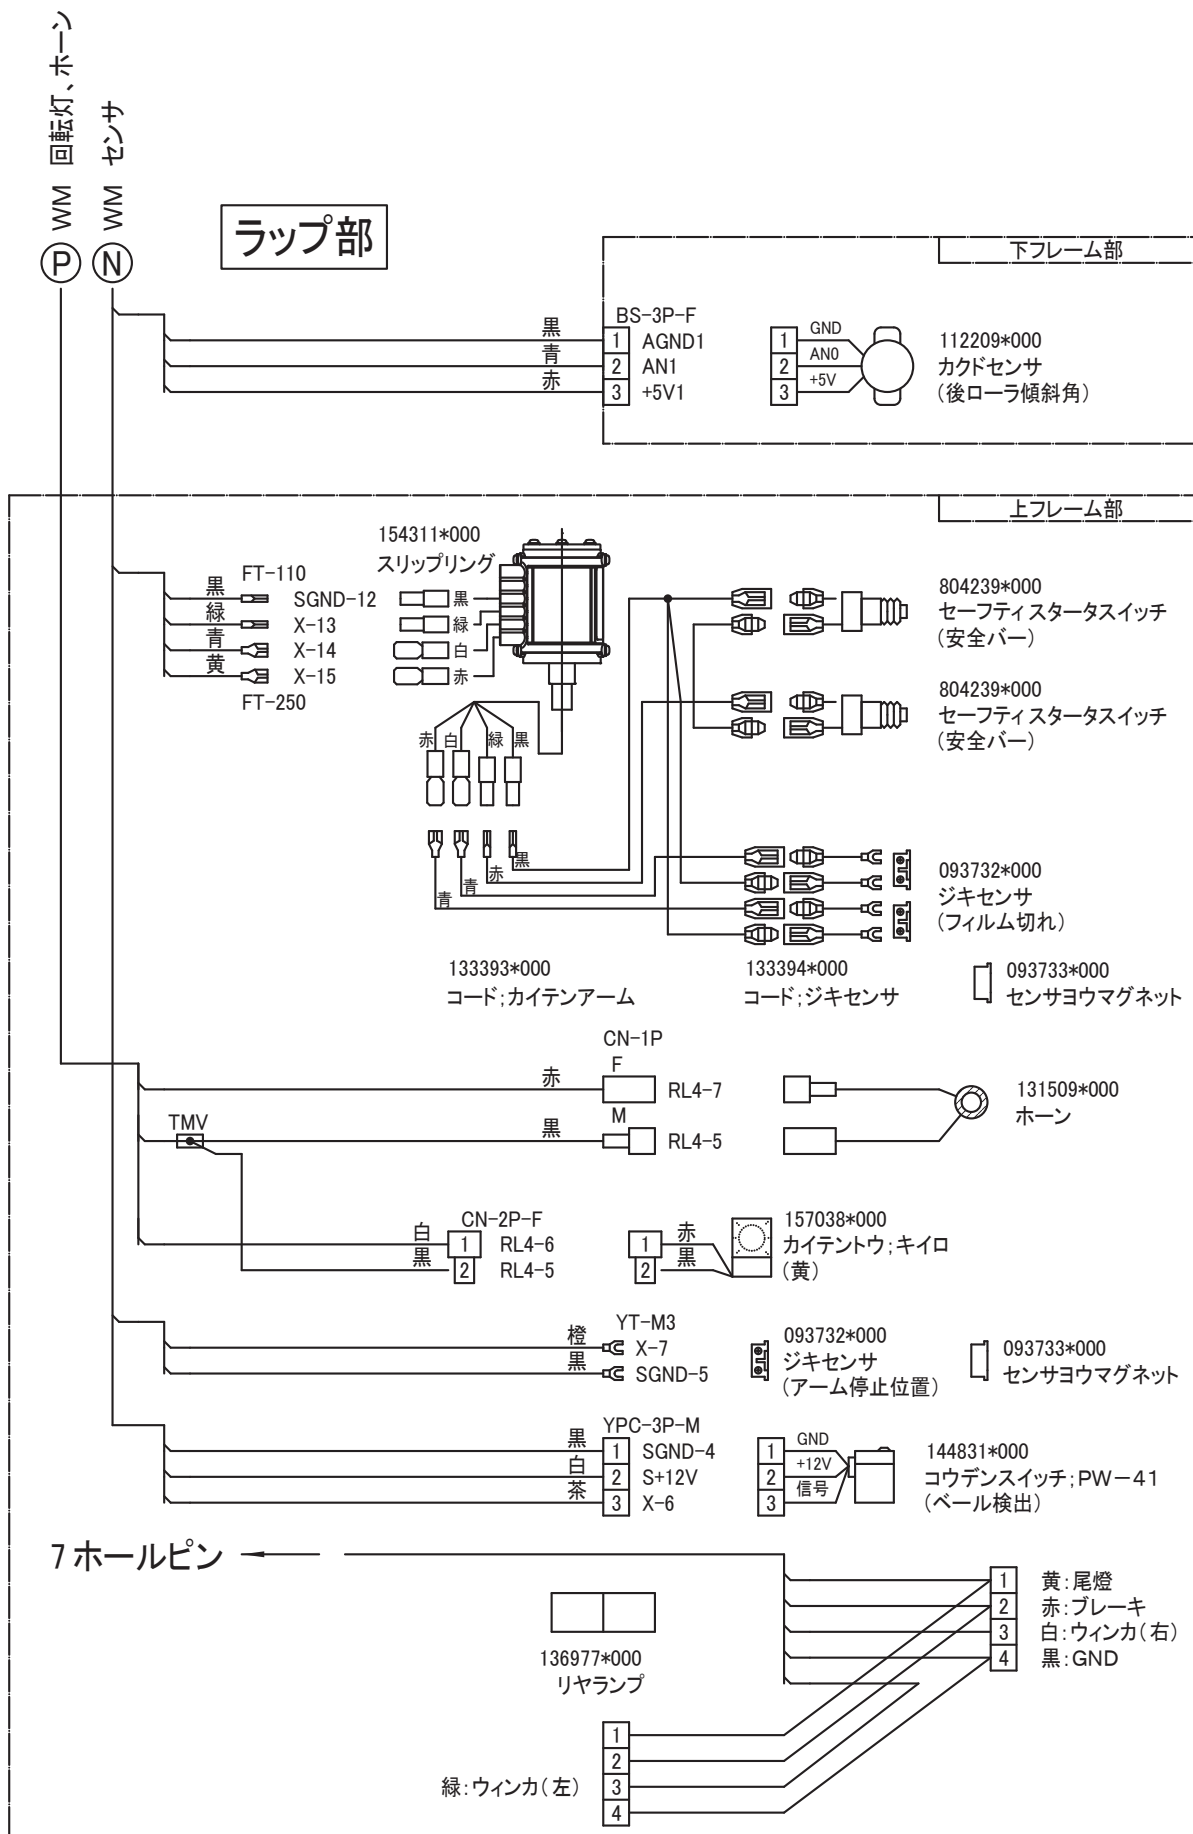 WM 回転灯、ホーン
WM センサ
P
N
ラップ部
下フレーム部
BS-3P-F
黒
1
AGND1
青
2
AN1
赤
3
+5V1
1
GND
2
AN0
3
+5V
112209*000
カクドセンサ
(後ローラ傾斜角)
上フレーム部
154311*000
スリップリング
FT-110
黒
SGND-12
緑
X-13
青
X-14
黄
X-15
FT-250
黒
緑
白
赤
804239*000
セーフティスタータスイッチ
(安全バー)
804239*000
セーフティスタータスイッチ
(安全バー)
赤
白
緑
黒
黒
赤
青
青
093732*000
ジキセンサ
(フィルム切れ)
133393*000
コード;カイテンアーム
133394*000
コード;ジキセンサ
093733*000
センサヨウマグネット
CN-1P
F
赤
RL4-7
M
黒
RL4-5
TMV
131509*000
ホーン
CN-2P-F
白
1
RL4-6
黒
2
RL4-5
1
赤
2
黒
157038*000
カイテントウ;キイロ
(黄)
YT-M3
橙
X-7
黒
SGND-5
093732*000
ジキセンサ
(アーム停止位置)
093733*000
センサヨウマグネット
YPC-3P-M
黒
1
SGND-4
白
2
S+12V
茶
3
X-6
1
GND
2
+12V
3
信号
144831*000
コウデンスイッチ;PW-41
(ベール検出)
7ホールピン
136977*000
リヤランプ
1
黄:尾燈
2
赤:ブレーキ
3
白:ウィンカ(右)
4
黒:GND
1
2
緑:ウィンカ(左)
3
4